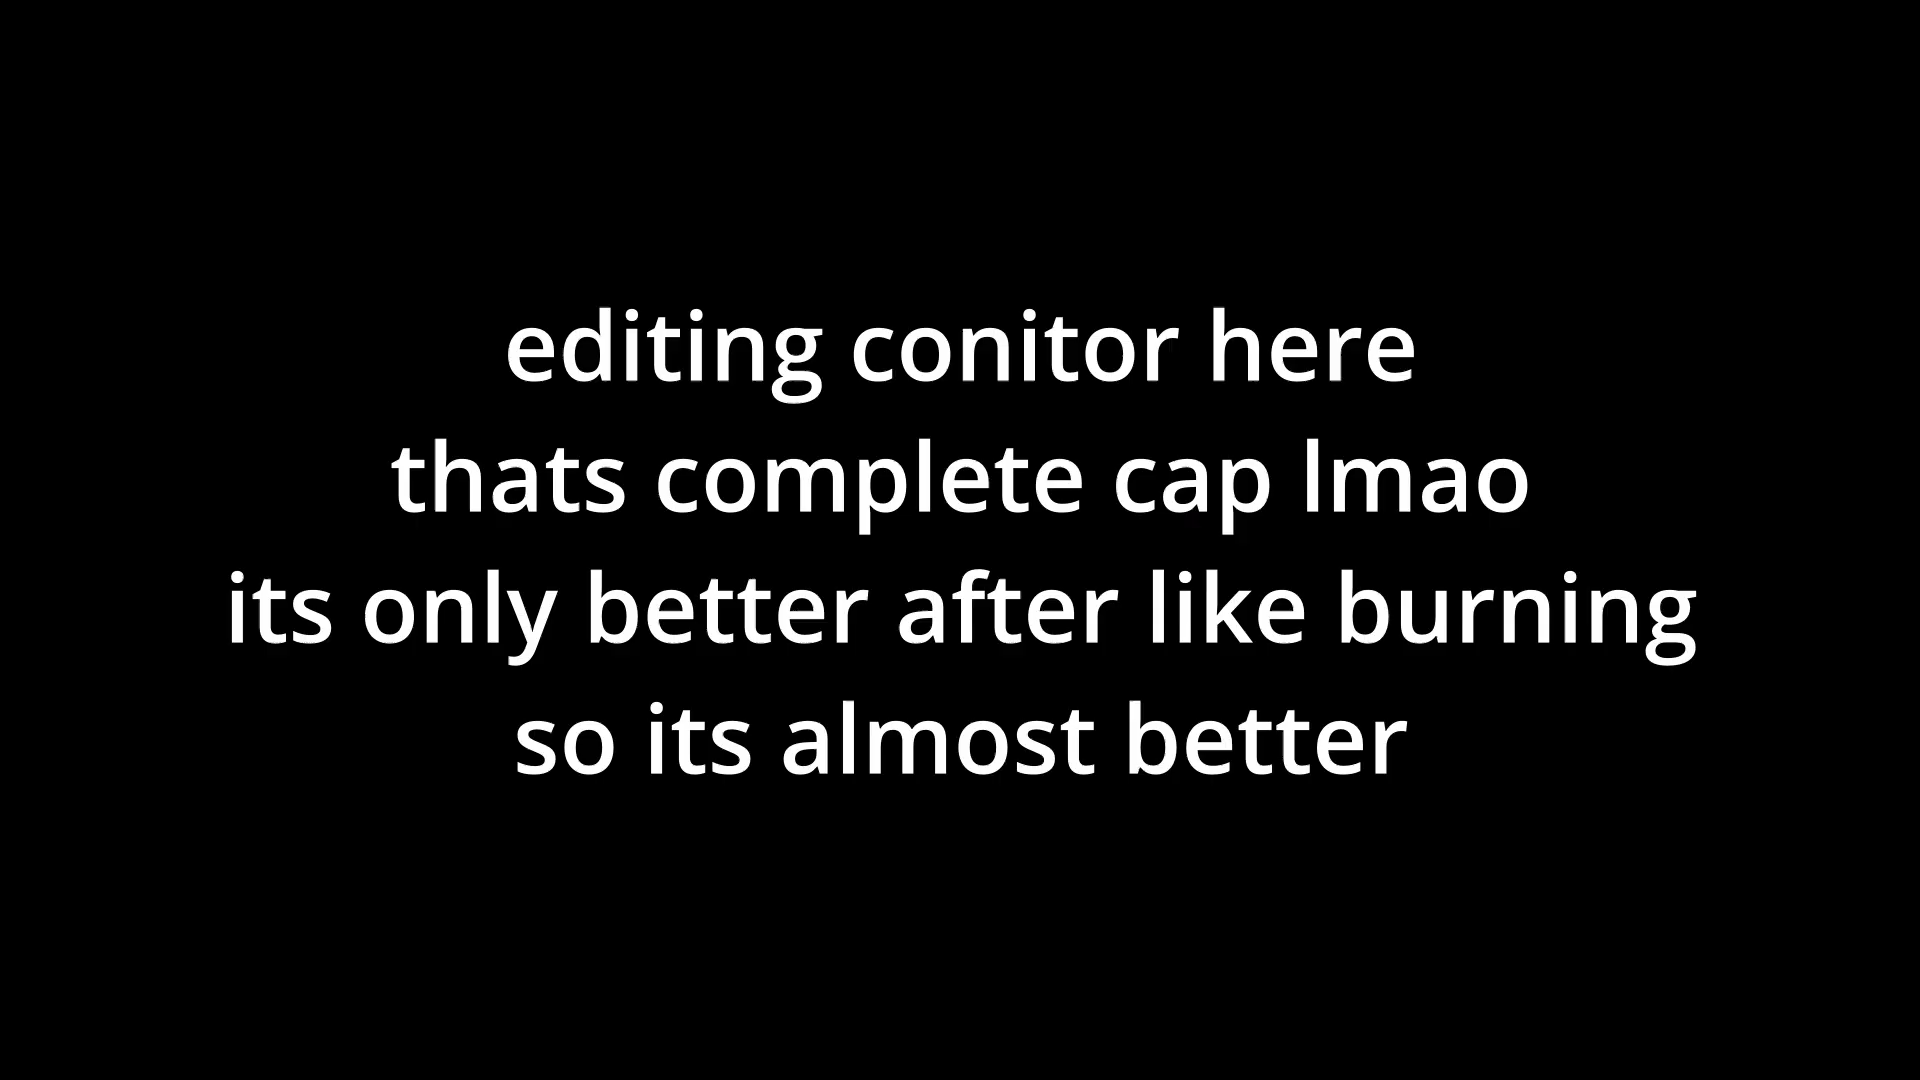 editing conitor here
thats complete cap lmao
its only better after like burning
so its almost better